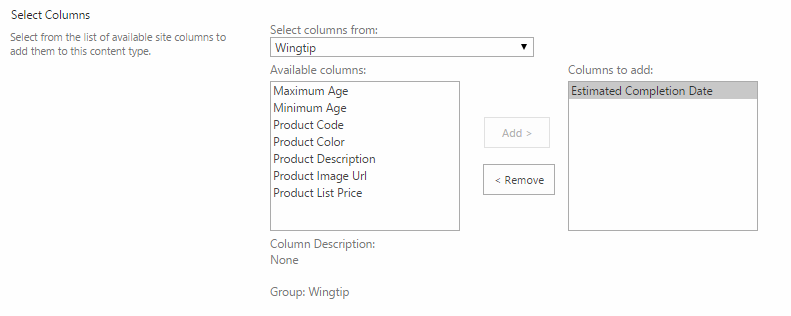 Select Columns
Select from the list of available site columns to
add them to this content type.
Select columns from:
Wingtip
Available columns:
Maximum Age
Minimum Age
Product Code
Product Color
Product Description
Product Image Url
Product List Price
Add >
< Remove
Columns to add:
Estimated Completion Date
Column Description:
None
Group: Wingtip